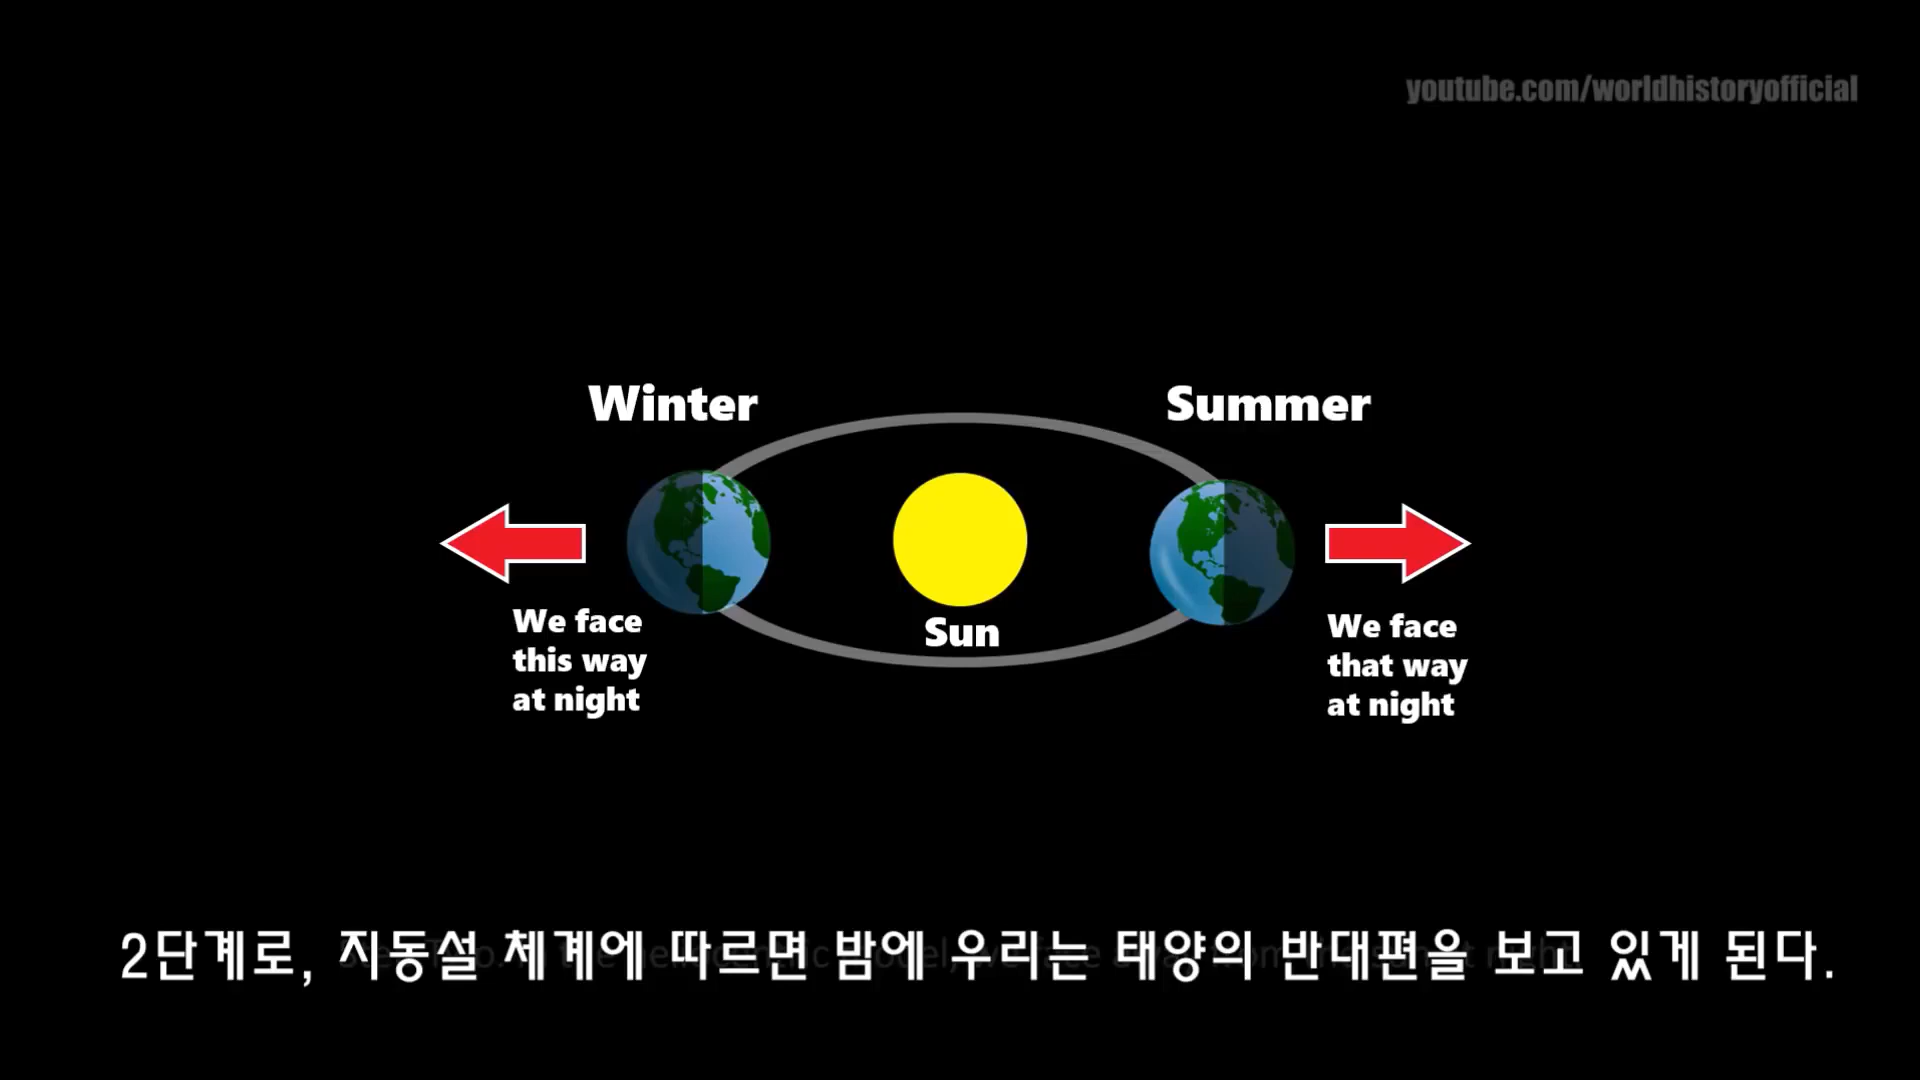 youtube.com/worldhistoryofficial
Winter
Summer
Sun
We face
this way
at night
We face
that way
at night
2단계로, 지동설 체계에 따르면 밤에 우리는 태양의 반대편을 보고 있게 된다.